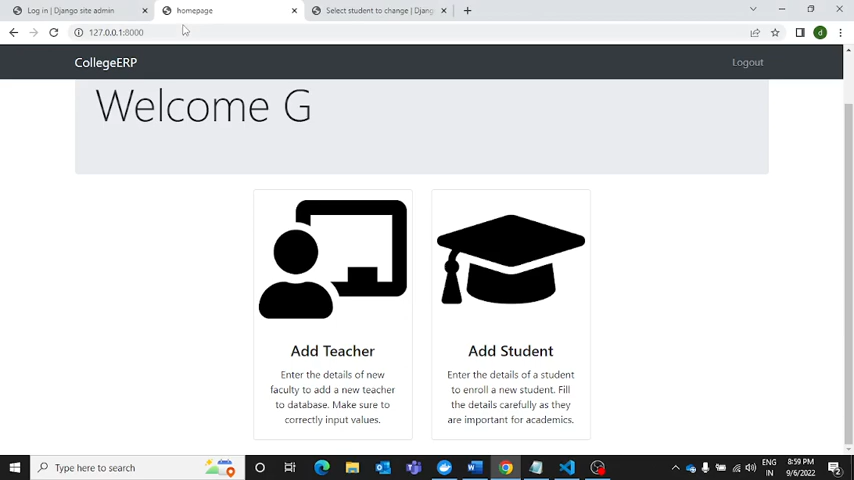 Log in | Django site admin
homepage
Select student to change | Djang
127.0.0.1:8000
d
CollegeERP
Logout
Welcome G
Add Teacher
Enter the details of new
faculty to add a new teacher
to database. Make sure to
correctly input values.
Add Student
Enter the details of a student
to enroll a new student. Fill
the details carefully as they
are important for academics.
Type here to search
ENG
IN
8:59 PM
9/6/2022
2